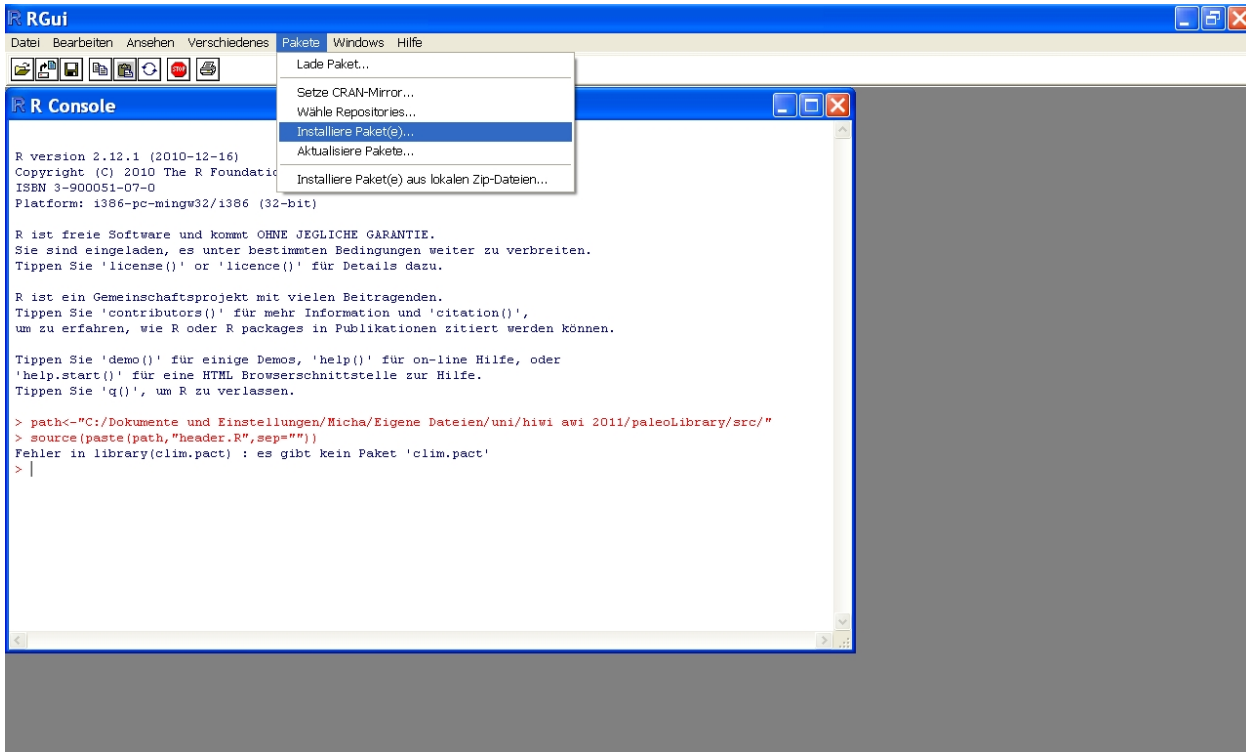 RGui
Datei Bearbeiten Ansehen Verschiedenes Pakete Windows Hilfe
STOP
Lade Paket...
Setze CRAN-Mirror...
Wähle Repositories...
Installiere Paket(e)...
Aktualisiere Pakete...
Installiere Paket(e) aus lokalen Zip-Dateien...
R Console
R version 2.12.1 (2010-12-16)
Copyright (C) 2010 The R Foundatio
ISBN 3-900051-07-0
Platform: i386-pc-mingw32/i386 (32-bit)
R ist freie Software und kommt OHNE JEGLICHE GARANTIE.
Sie sind eingeladen, es unter bestimmten Bedingungen weiter zu verbreiten.
Tippen Sie 'license()' or 'licence()' für Details dazu.
R ist ein Gemeinschaftsprojekt mit vielen Beitragenden.
Tippen Sie 'contributors()' für mehr Information und 'citation()',
um zu erfahren, wie R oder R packages in Publikationen zitiert werden können.
Tippen Sie 'demo()' für einige Demos, 'help()' für on-line Hilfe, oder
'help.start()' für eine HTML Browserschnittstelle zur Hilfe.
Tippen Sie 'q()', um R zu verlassen.
> path<-"C:/Dokumente und Einstellungen/Micha/Eigene Dateien/uni/hiwi awi 2011/paleoLibrary/src/"
> source(paste(path,"header.R",sep=""))
Fehler in library(clim.pact) : es gibt kein Paket 'clim.pact'
>